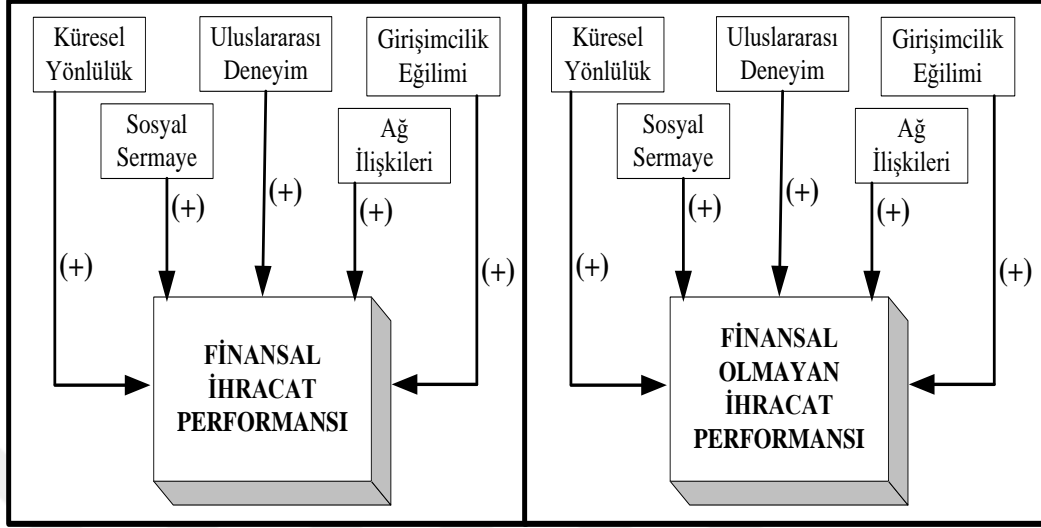 Küresel
Yönlülük
Uluslararası
Deneyim
Girişimcilik
Eğilimi
Sosyal
Sermaye
Ağ
İlişkileri
(+)
(+)
(+)
(+)
(+)
FİNANSAL
İHRACAT
PERFORMANSI
Küresel
Yönlülük
Uluslararası
Deneyim
Girişimcilik
Eğilimi
Sosyal
Sermaye
Ağ
İlişkileri
(+)
(+)
(+)
(+)
(+)
FİNANSAL
OLMAYAN
İHRACAT
PERFORMANSI